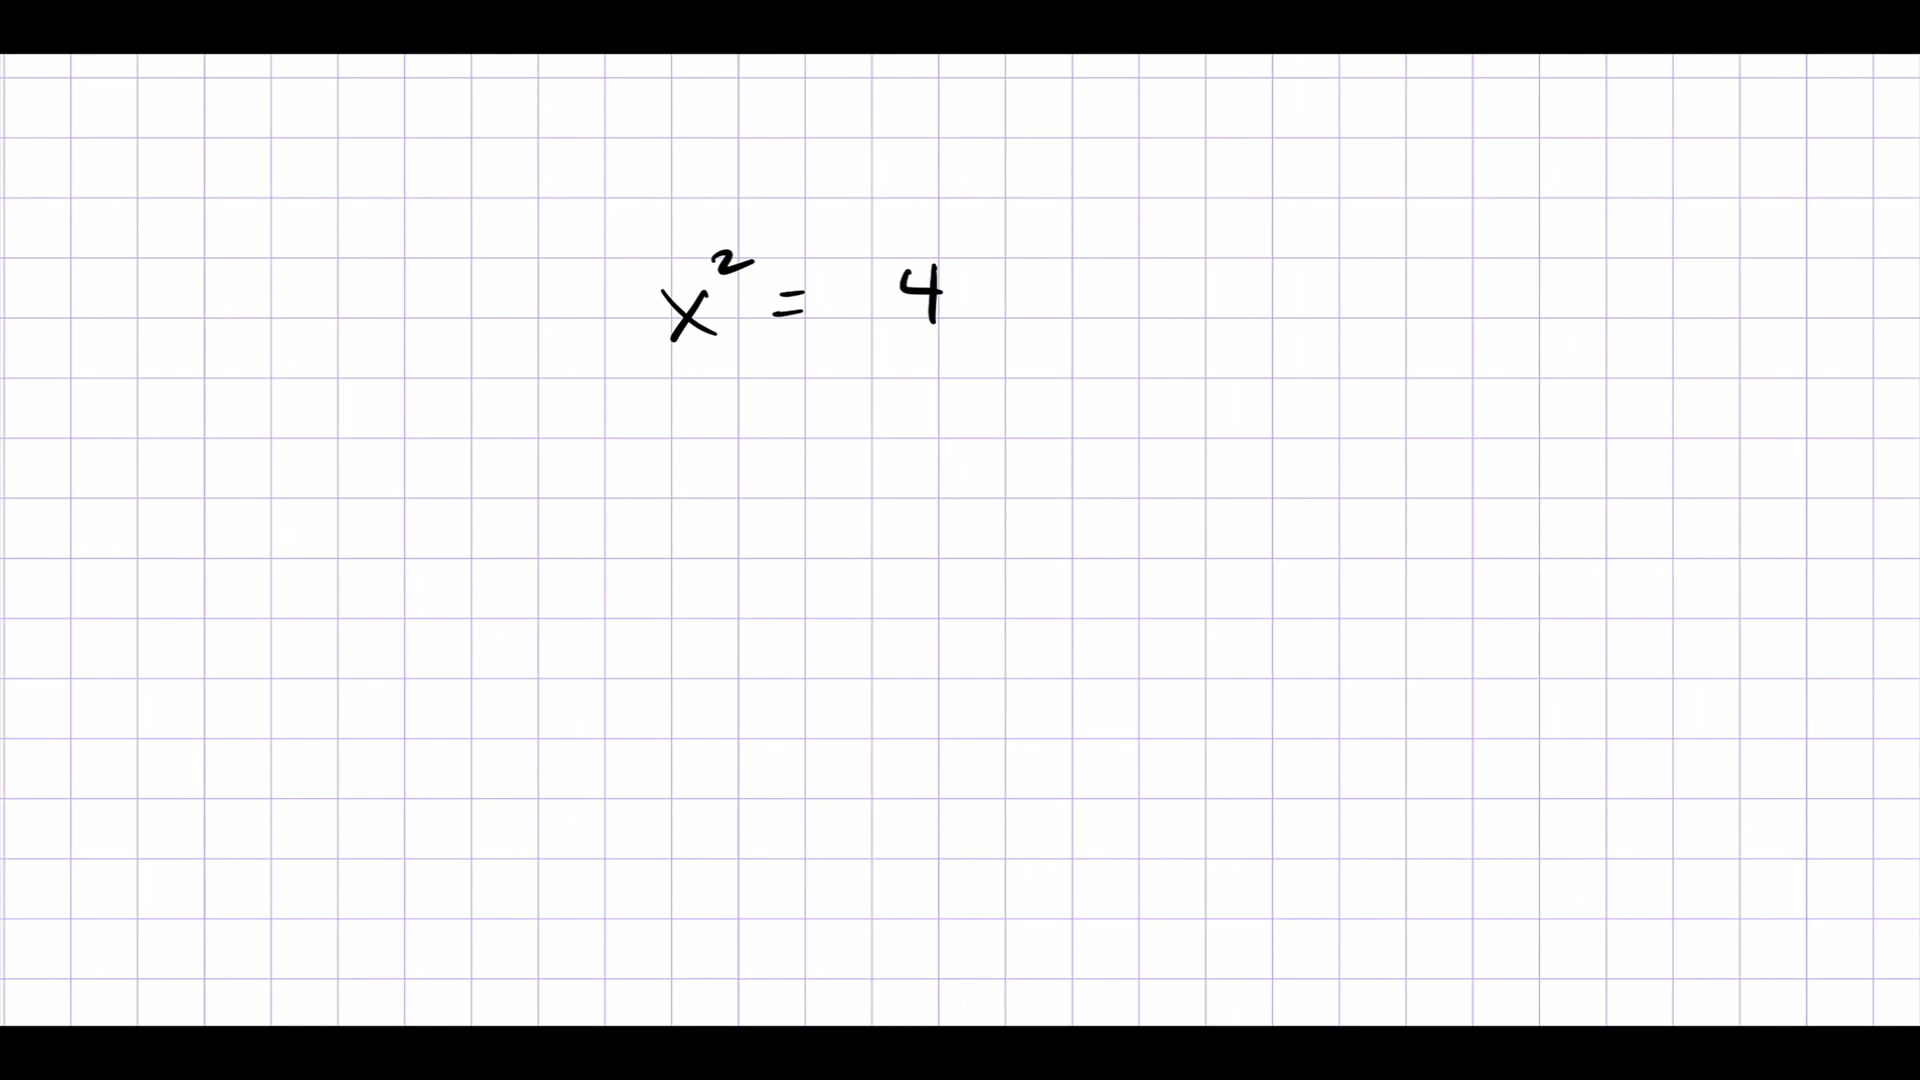 x² = 4